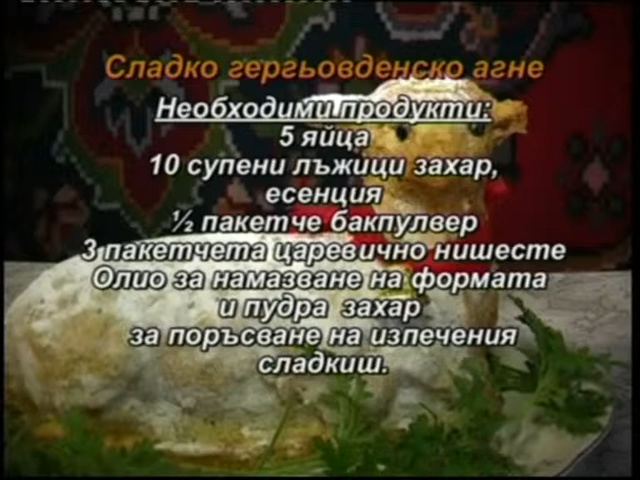 Сладко гергьовденско агне
Необходими продукти:
5 яйца
10 супени лъжици захар,
есенция
½ пакетче бакпулвер
3 пакетчета царевично нишесте
Олио за намазване на формата
и пудра захар
за поръсване на изпечения
сладкиш.